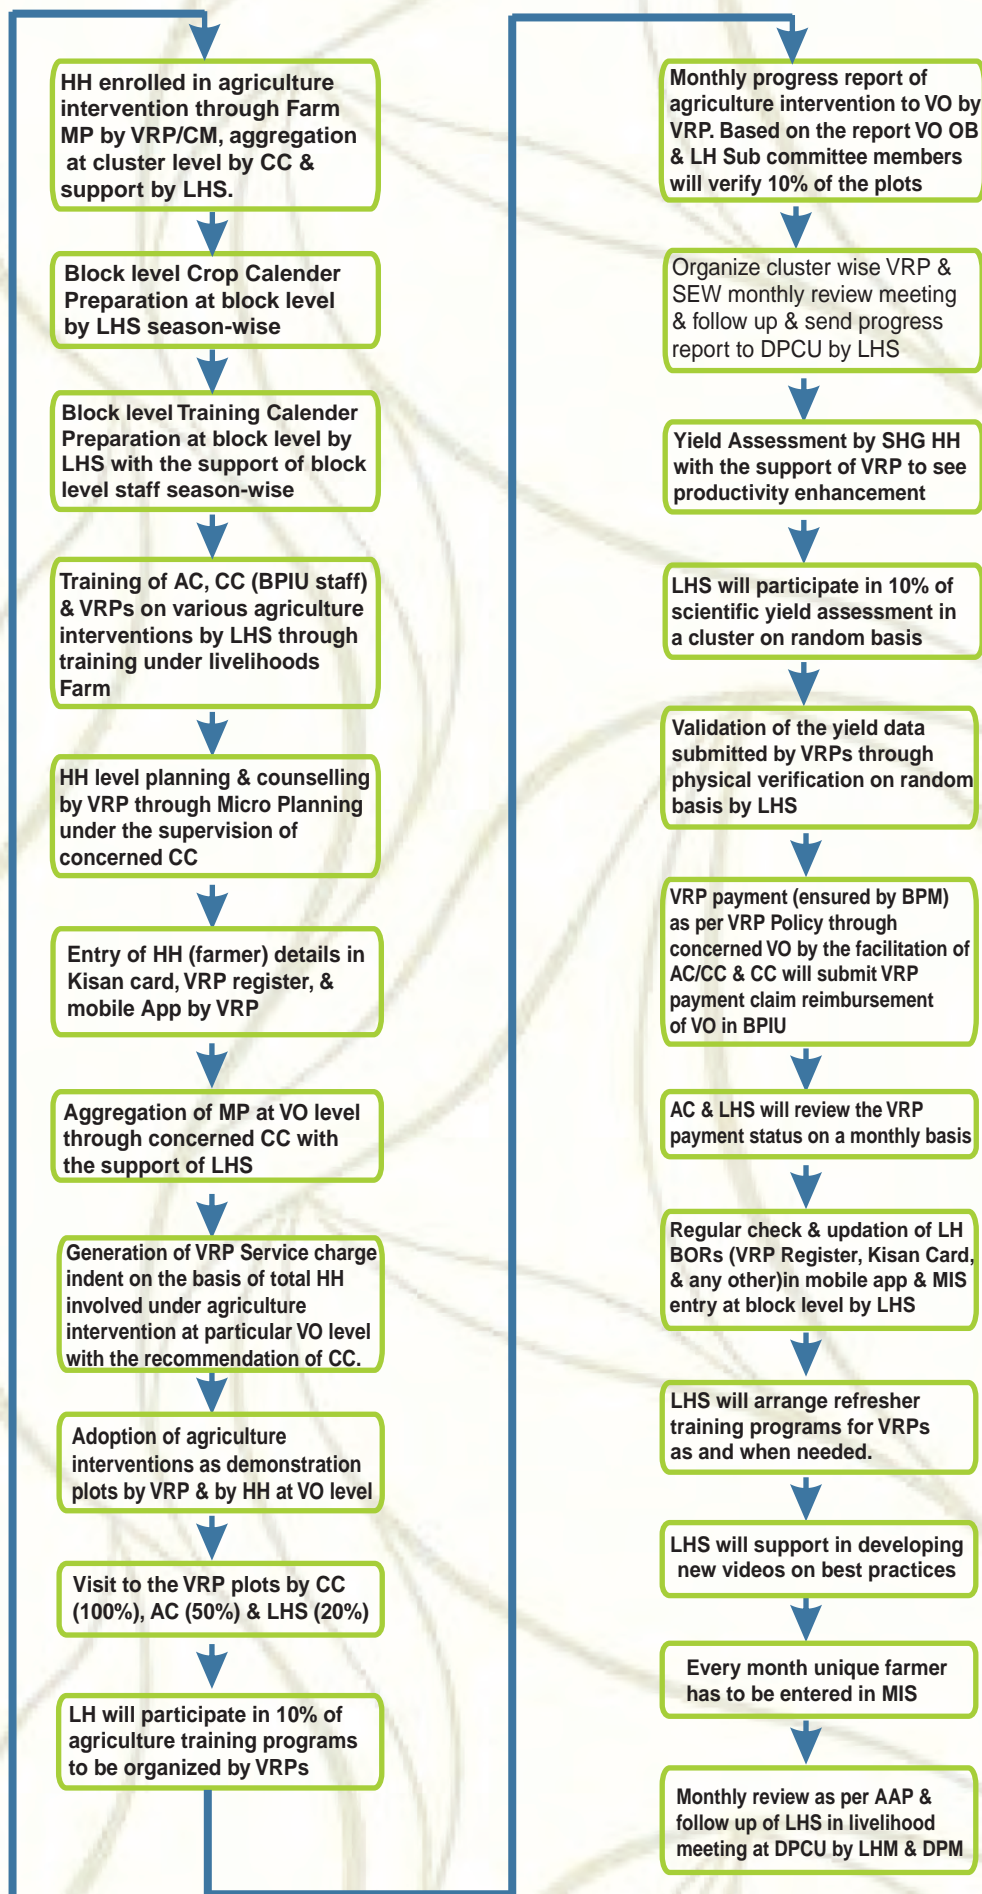 HH enrolled in agriculture
intervention through Farm
MP by VRP/CM, aggregation
at cluster level by CC &
support by LHS.
Block level Crop Calender
Preparation at block level
by LHS season-wise
Block level Training Calender
Preparation at block level by
LHS with the support of block
level staff season-wise
Training of AC, CC (BPIU staff)
& VRPs on various agriculture
interventions by LHS through
training under livelihoods
Farm
HH level planning & counselling
by VRP through Micro Planning
under the supervision of
concerned CC
Entry of HH (farmer) details in
Kisan card, VRP register, &
mobile App by VRP
Aggregation of MP at VO level
through concerned CC with
the support of LHS
Generation of VRP Service charge
indent on the basis of total HH
involved under agriculture
intervention at particular VO level
with the recommendation of CC.
Adoption of agriculture
interventions as demonstration
plots by VRP & by HH at VO level
Visit to the VRP plots by CC
(100%), AC (50%) & LHS (20%)
LH will participate in 10% of
agriculture training programs
to be organized by VRPs
Monthly progress report of
agriculture intervention to VO by
VRP. Based on the report VO OB
& LH Sub committee members
will verify 10% of the plots
Organize cluster wise VRP &
SEW monthly review meeting
& follow up & send progress
report to DPCU by LHS
Yield Assessment by SHG HH
with the support of VRP to see
productivity enhancement
LHS will participate in 10% of
scientific yield assessment in
a cluster on random basis
Validation of the yield data
submitted by VRPs through
physical verification on random
basis by LHS
VRP payment (ensured by BPM)
as per VRP Policy through
concerned VO by the facilitation of
AC/CC & CC will submit VRP
payment claim reimbursement
of VO in BPIU
AC & LHS will review the VRP
payment status on a monthly basis
Regular check & updation of LH
BORs (VRP Register, Kisan Card,
& any other)in mobile app & MIS
entry at block level by LHS
LHS will arrange refresher
training programs for VRPs
as and when needed.
LHS will support in developing
new videos on best practices
Every month unique farmer
has to be entered in MIS
Monthly review as per AAP &
follow up of LHS in livelihood
meeting at DPCU by LHM & DPM